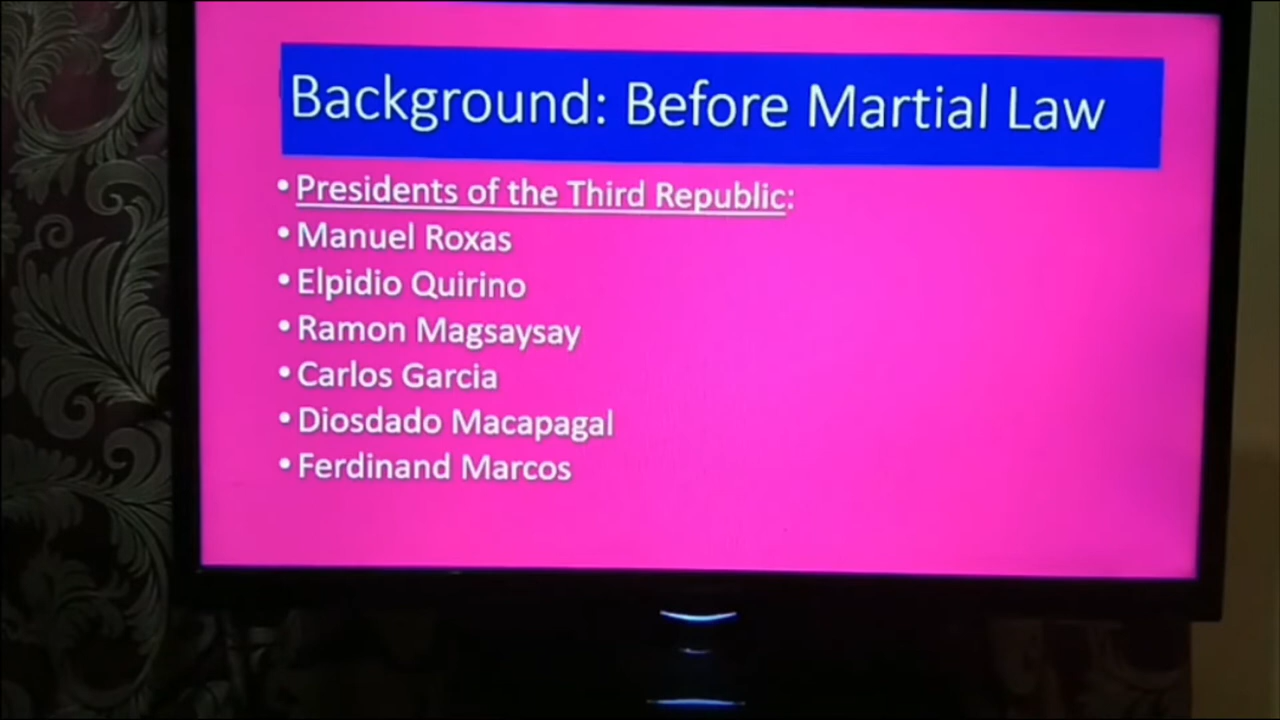 Background: Before Martial Law
• Presidents of the Third Republic:
• Manuel Roxas
• Elpidio Quirino
• Ramon Magsaysay
• Carlos Garcia
• Diosdado Macapagal
• Ferdinand Marcos